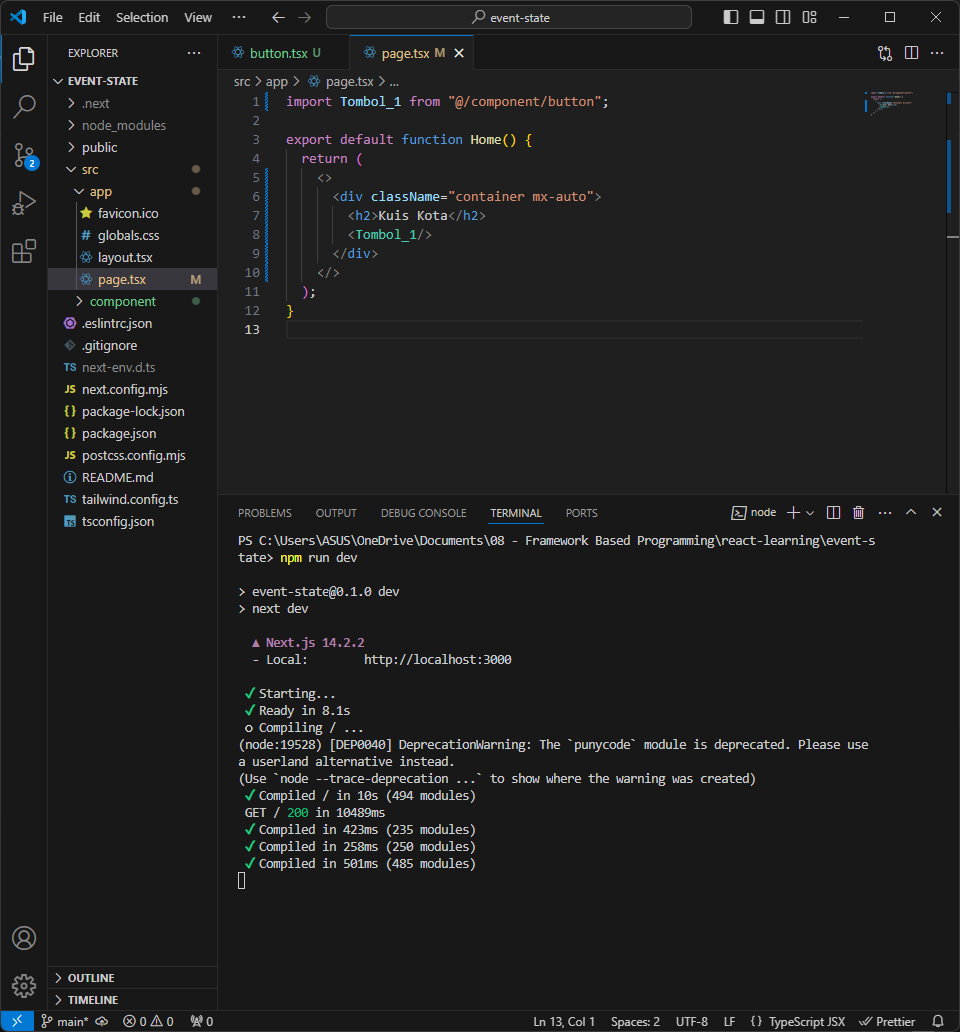 File Edit Selection View ··· event-state
EXPLORER ···
EVENT-STATE
.next
node_modules
public
src
app
favicon.ico
# globals.css
layout.tsx
page.tsx M
component
.eslintrc.json
.gitignore
TS next-env.d.ts
JS next.config.mjs
{} package-lock.json
{} package.json
JS postcss.config.mjs
README.md
TS tailwind.config.ts
TS tsconfig.json
OUTLINE
TIMELINE
2
button.tsx U page.tsx M
src > app > page.tsx > ...
1 import Tombol_1 from "@/component/button";
2
3 export default function Home() {
4 return (
5 <>
6 <div className="container mx-auto">
7 <h2>Kuis Kota</h2>
8 <Tombol_1/>
9 </div>
10 </>
11 );
12 }
13
PROBLEMS OUTPUT DEBUG CONSOLE TERMINAL PORTS node
PS C:\Users\ASUS\OneDrive\Documents\08 - Framework Based Programming\react-learning\event-s
tate> npm run dev
> event-state@0.1.0 dev
> next dev
▲ Next.js 14.2.2
- Local: http://localhost:3000
✓ Starting...
✓ Ready in 8.1s
○ Compiling / ...
(node:19528) [DEP0040] DeprecationWarning: The `punycode` module is deprecated. Please use
a userland alternative instead.
(Use `node --trace-deprecation ...` to show where the warning was created)
✓ Compiled / in 10s (494 modules)
GET / 200 in 10489ms
✓ Compiled in 423ms (235 modules)
✓ Compiled in 258ms (250 modules)
✓ Compiled in 501ms (485 modules)
main* 0 0 0 Ln 13, Col 1 Spaces: 2 UTF-8 LF {} TypeScript JSX Prettier